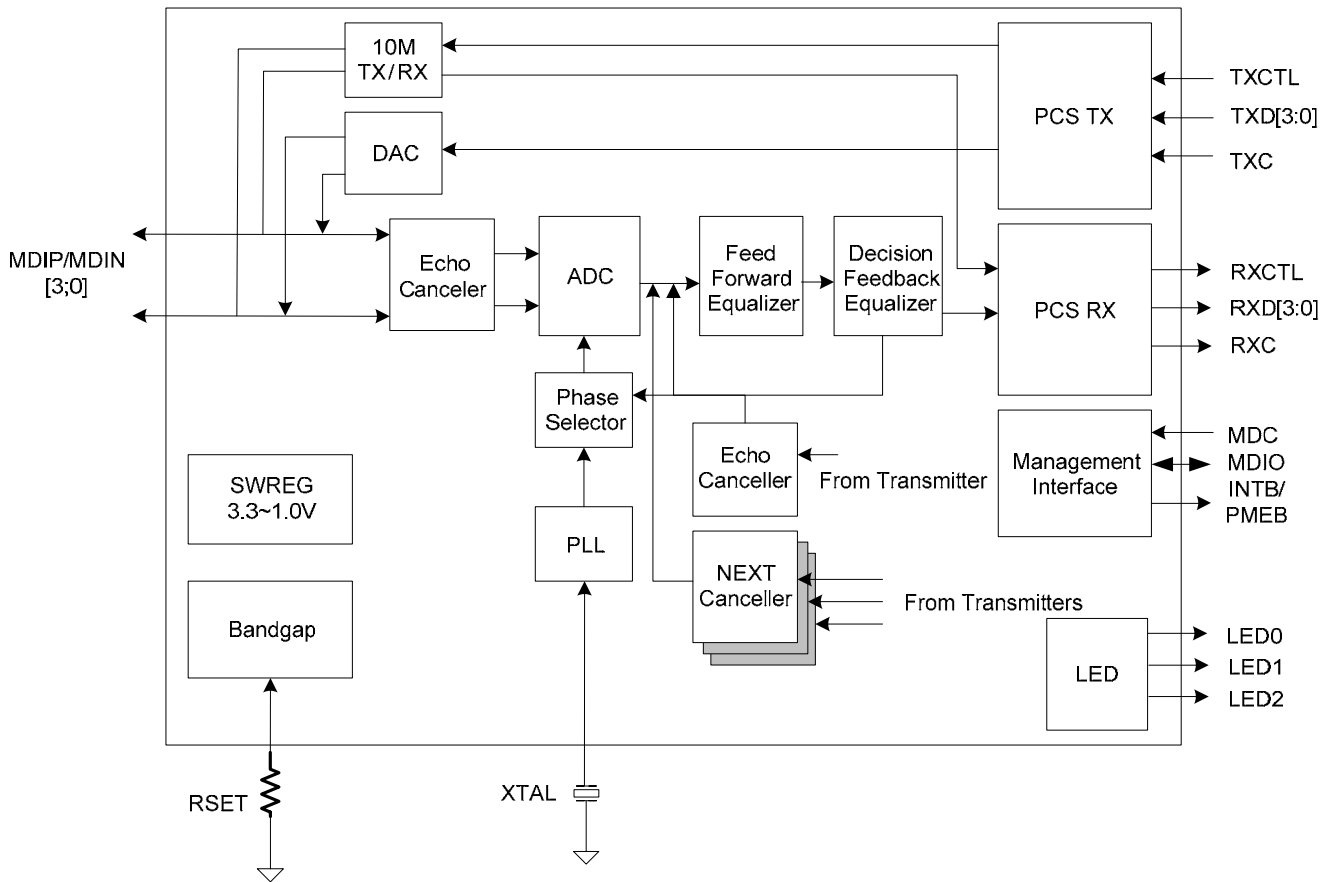 10M
TX/RX
DAC
PCS TX
TXCTL
TXD[3:0]
TXC
MDIP/MDIN
[3;0]
Echo
Canceler
ADC
Feed
Forward
Equalizer
Decision
Feedback
Equalizer
PCS RX
RXCTL
RXD[3:0]
RXC
Phase
Selector
Echo
Canceller
From Transmitter
Management
Interface
MDC
MDIO
INTB/
PMEB
SWREG
3.3~1.0V
PLL
NEXT
Canceller
From Transmitters
Bandgap
LED
LED0
LED1
LED2
RSET
XTAL